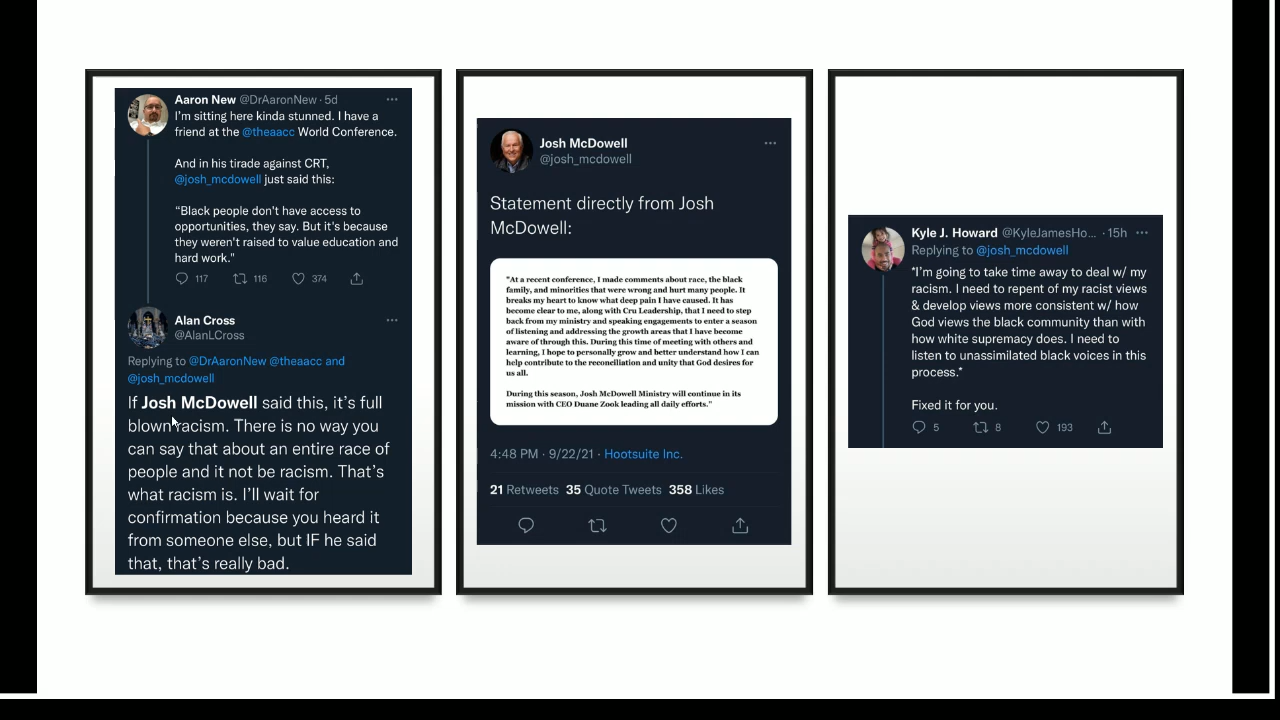 Aaron New @DrAaronNew · 5d
I'm sitting here kinda stunned. I have a
friend at the @theaacc World Conference.
And in his tirade against CRT,
@josh_mcdowell just said this:
“Black people don't have access to
opportunities, they say. But it's because
they weren't raised to value education and
hard work."
117 116 374
Alan Cross
@AlanLCross
Replying to @DrAaronNew @theaacc and
@josh_mcdowell
If Josh McDowell said this, it's full
blown racism. There is no way you
can say that about an entire race of
people and it not be racism. That's
what racism is. I'll wait for
confirmation because you heard it
from someone else, but IF he said
that, that's really bad.
Josh McDowell
@josh_mcdowell
Statement directly from Josh
McDowell:
"At a recent conference, I made comments about race, the black
family, and minorities that were wrong and hurt many people. It
breaks my heart to know what deep pain I have caused. It has
become clear to me, along with Cru Leadership, that I need to step
back from my ministry and speaking engagements to enter a season
of listening and addressing the growth areas that I have become
aware of through this. During this time of meeting with others and
learning, I hope to personally grow and better understand how I can
help contribute to the reconciliation and unity that God desires for
us all.
During this season, Josh McDowell Ministry will continue in its
mission with CEO Duane Zook leading all daily efforts."
4:48 PM · 9/22/21 · Hootsuite Inc.
21 Retweets 35 Quote Tweets 358 Likes
Kyle J. Howard @KyleJamesHo... · 15h
Replying to @josh_mcdowell
*I'm going to take time away to deal w/ my
racism. I need to repent of my racist views
& develop views more consistent w/ how
God views the black community than with
how white supremacy does. I need to
listen to unassimilated black voices in this
process.*
Fixed it for you.
5 8 193